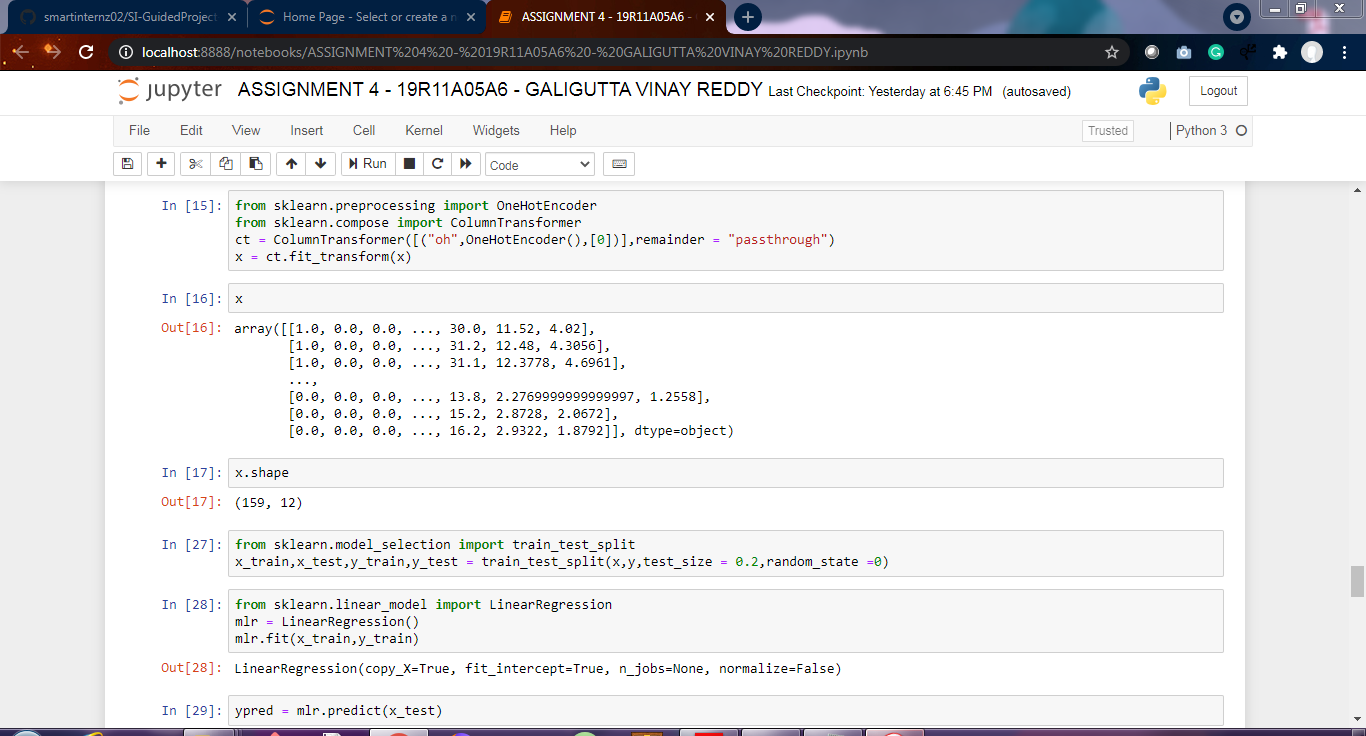 smartinternz02/SI-GuidedProject
Home Page - Select or create a n
ASSIGNMENT 4 - 19R11A05A6 -
localhost:8888/notebooks/ASSIGNMENT%204%20-%2019R11A05A6%20-%20GALIGUTTA%20VINAY%20REDDY.ipynb
jupyter ASSIGNMENT 4 - 19R11A05A6 - GALIGUTTA VINAY REDDY Last Checkpoint: Yesterday at 6:45 PM (autosaved)
Logout
File Edit View Insert Cell Kernel Widgets Help
Trusted
Python 3
Run
Code
In [15]: from sklearn.preprocessing import OneHotEncoder
from sklearn.compose import ColumnTransformer
ct = ColumnTransformer([("oh",OneHotEncoder(),[0])],remainder = "passthrough")
x = ct.fit_transform(x)
In [16]: x
Out[16]: array([[1.0, 0.0, 0.0, ..., 30.0, 11.52, 4.02],
[1.0, 0.0, 0.0, ..., 31.2, 12.48, 4.3056],
[1.0, 0.0, 0.0, ..., 31.1, 12.3778, 4.6961],
...,
[0.0, 0.0, 0.0, ..., 13.8, 2.2769999999999997, 1.2558],
[0.0, 0.0, 0.0, ..., 15.2, 2.8728, 2.0672],
[0.0, 0.0, 0.0, ..., 16.2, 2.9322, 1.8792]], dtype=object)
In [17]: x.shape
Out[17]: (159, 12)
In [27]: from sklearn.model_selection import train_test_split
x_train,x_test,y_train,y_test = train_test_split(x,y,test_size = 0.2,random_state =0)
In [28]: from sklearn.linear_model import LinearRegression
mlr = LinearRegression()
mlr.fit(x_train,y_train)
Out[28]: LinearRegression(copy_X=True, fit_intercept=True, n_jobs=None, normalize=False)
In [29]: ypred = mlr.predict(x_test)